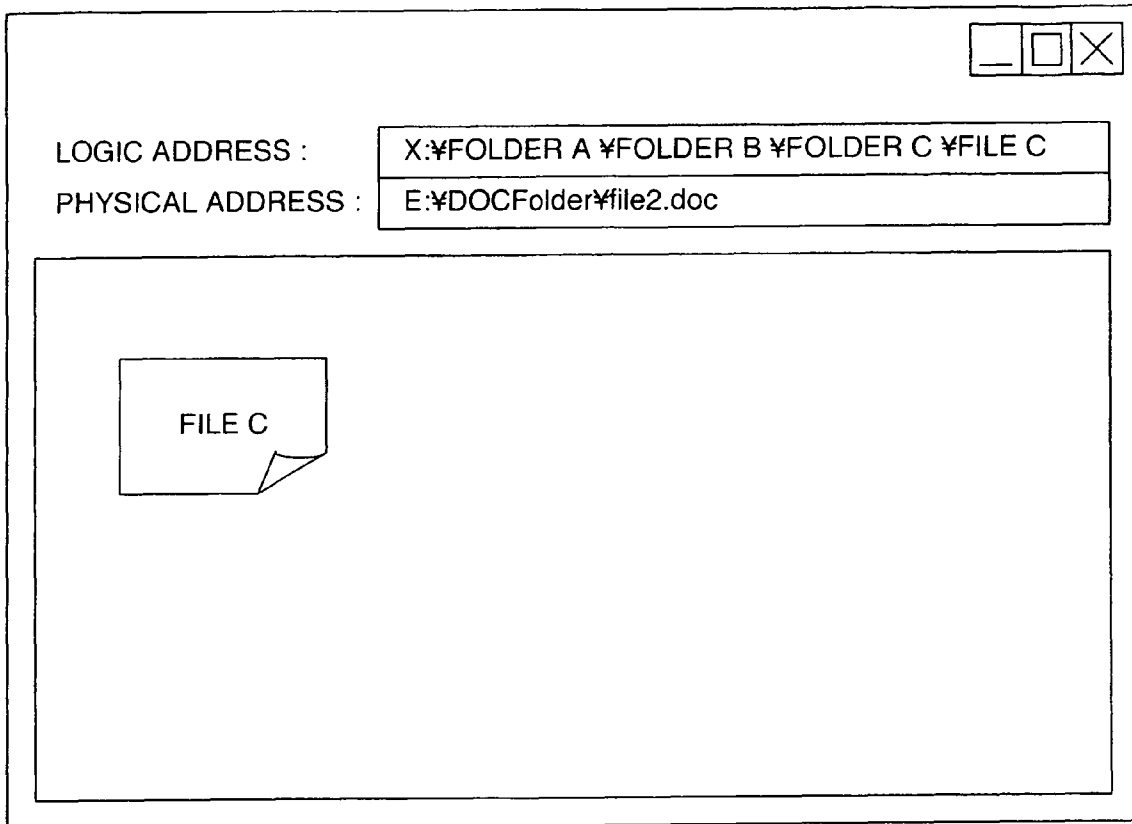 LOGIC ADDRESS : X:¥FOLDER A ¥FOLDER B ¥FOLDER C ¥FILE C
PHYSICAL ADDRESS : E:¥DOCFolder¥file2.doc
FILE C